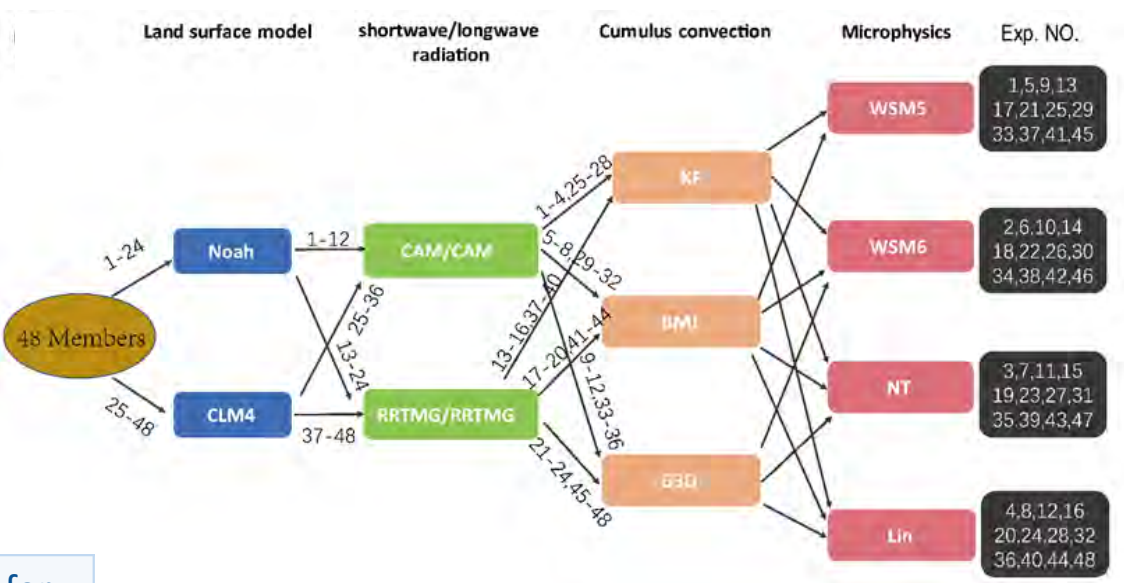 Land surface model
shortwave/longwave
radiation
Cumulus convection
Microphysics
Exp. NO.
48 Members
1-24
25-48
Noah
CLM4
1-12
25-36
13-24
37-48
CAM/CAM
RRTMG/RRTMG
1-4,25-28
5-8,29-32
13-16,37-40
17-20,41-44
9-12,33-36
21-24,45-48
KF
BMJ
G3D
WSM5
WSM6
NT
Lin
1,5,9,13
17,21,25,29
33,37,41,45
2,6,10,14
18,22,26,30
34,38,42,46
3,7,11,15
19,23,27,31
35,39,43,47
4,8,12,16
20,24,28,32
36,40,44,48